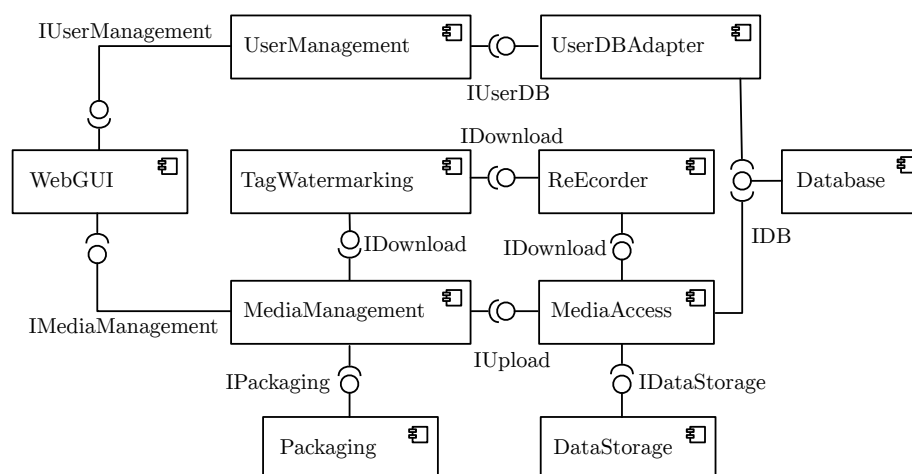 IUserManagement
UserManagement
UserDBAdapter
IUserDB
IDownload
WebGUI
TagWatermarking
ReEcorder
Database
IDownload
IDownload
IDB
MediaManagement
MediaAccess
IMediaManagement
IUpload
IPackaging
IDataStorage
Packaging
DataStorage